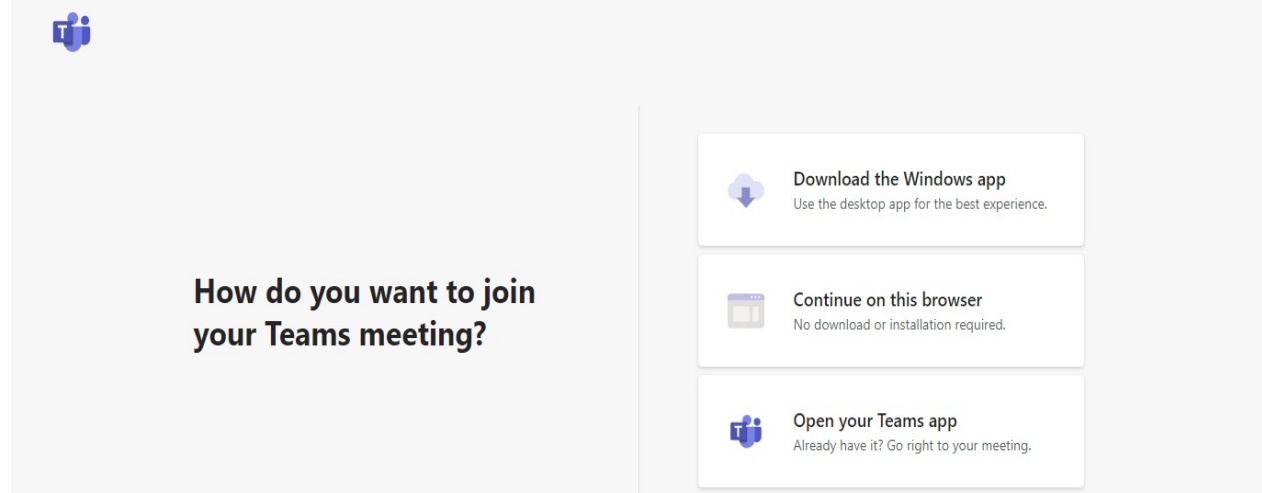 T
How do you want to join
your Teams meeting?
Download the Windows app
Use the desktop app for the best experience.
Continue on this browser
No download or installation required.
T
Open your Teams app
Already have it? Go right to your meeting.